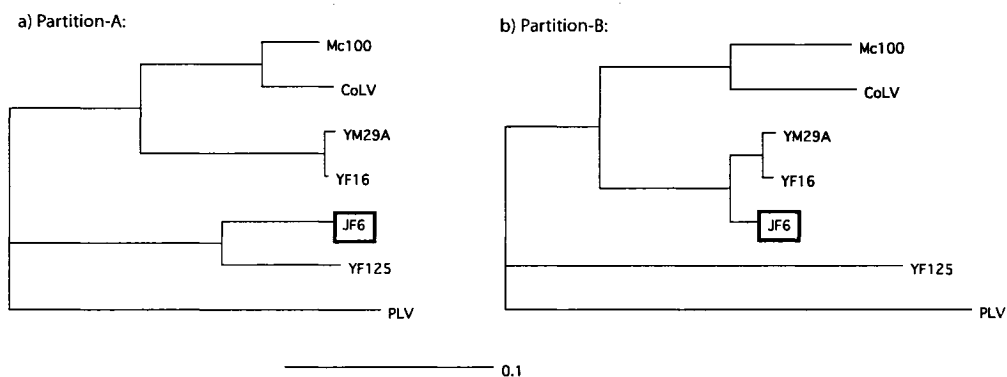 a) Partition-A:
Mc100
CoLV
YM29A
YF16
JF6
YF125
PLV
b) Partition-B:
Mc100
CoLV
YM29A
YF16
JF6
YF125
PLV
0.1